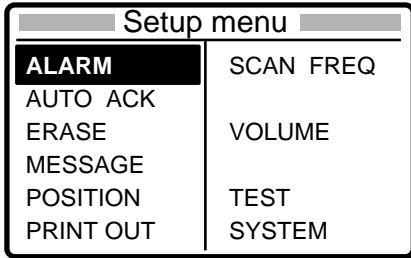 Setup menu
ALARM
AUTO ACK
ERASE
MESSAGE
POSITION
PRINT OUT
SCAN FREQ
VOLUME
TEST
SYSTEM